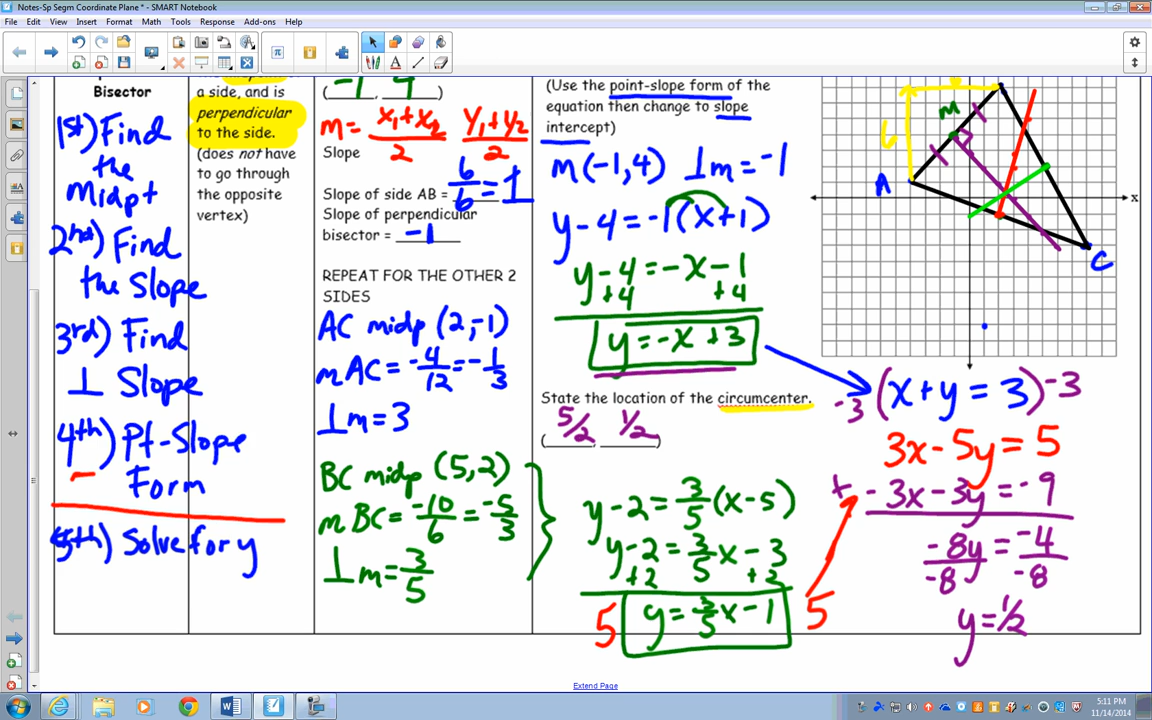 Notes-Sp Segm Coordinate Plane * - SMART Notebook
File Edit View Insert Format Math Tools Response Add-ons Help
Bisector
1st) Find
the
Midpt
2nd) Find
the Slope
3rd) Find
⊥ Slope
4th) Pt-Slope
Form
5th) Solve for y
a side, and is
perpendicular
to the side.
(does not have
to go through
the opposite
vertex)
(-1, 4)
m= x₁+x₂/2 y₁+y₂/2
Slope
Slope of side AB = 6/6 = 1
Slope of perpendicular
bisector = -1
REPEAT FOR THE OTHER 2
SIDES
AC midp (2,-1)
mAC = -4/12 = -1/3
⊥m = 3
BC midp (5,2)
mBC = -10/6 = -5/3
⊥m = 3/5
(Use the point-slope form of the
equation then change to slope
intercept)
m(-1,4) ⊥m = -1
y-4 = -1(x+1)
y-4 = -x-1
+4 +4
y = -x+3
State the location of the circumcenter.
(5/2, 1/2)
y-2 = 3/5(x-5)
y-2 = 3/5x-3
+2 +2
5 y = 3/5x-1 5
6
M
A
C
x
-3(x+y=3)-3
3x-5y=5
+ -3x-3y=-9
-8y = -4
-8 -8
y = 1/2
Extend Page
5:11 PM
11/14/2014